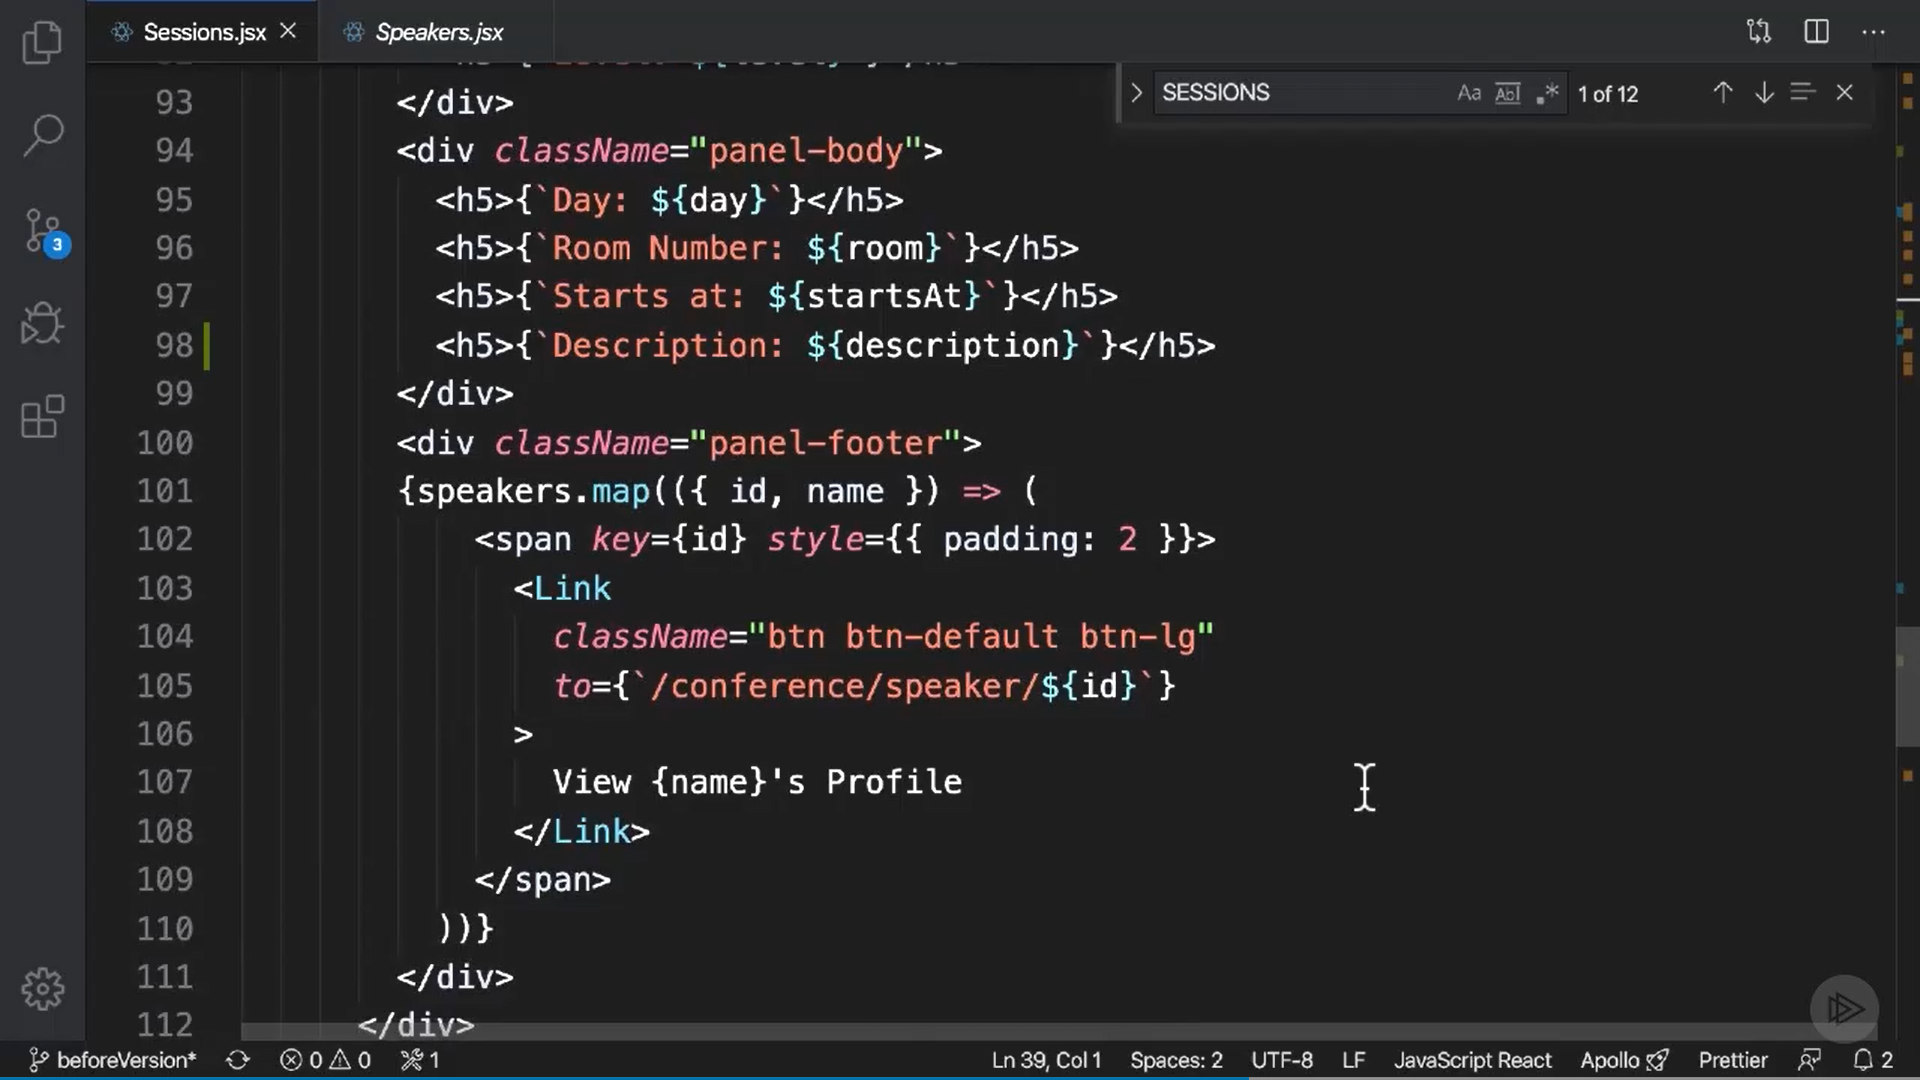 Sessions.jsx
Speakers.jsx
SESSIONS
Aa
Abl
.*
1 of 12
93 </div>
94 <div className="panel-body">
95 <h5>{`Day: ${day}`}</h5>
96 <h5>{`Room Number: ${room}`}</h5>
97 <h5>{`Starts at: ${startsAt}`}</h5>
98 <h5>{`Description: ${description}`}</h5>
99 </div>
100 <div className="panel-footer">
101 {speakers.map(({ id, name }) => (
102 <span key={id} style={{ padding: 2 }}>
103 <Link
104 className="btn btn-default btn-lg"
105 to={`/conference/speaker/${id}`}
106 >
107 View {name}'s Profile
108 </Link>
109 </span>
110 ))}
111 </div>
112 </div>
3
beforeVersion* 0 0 1 Ln 39, Col 1 Spaces: 2 UTF-8 LF JavaScript React Apollo Prettier 2